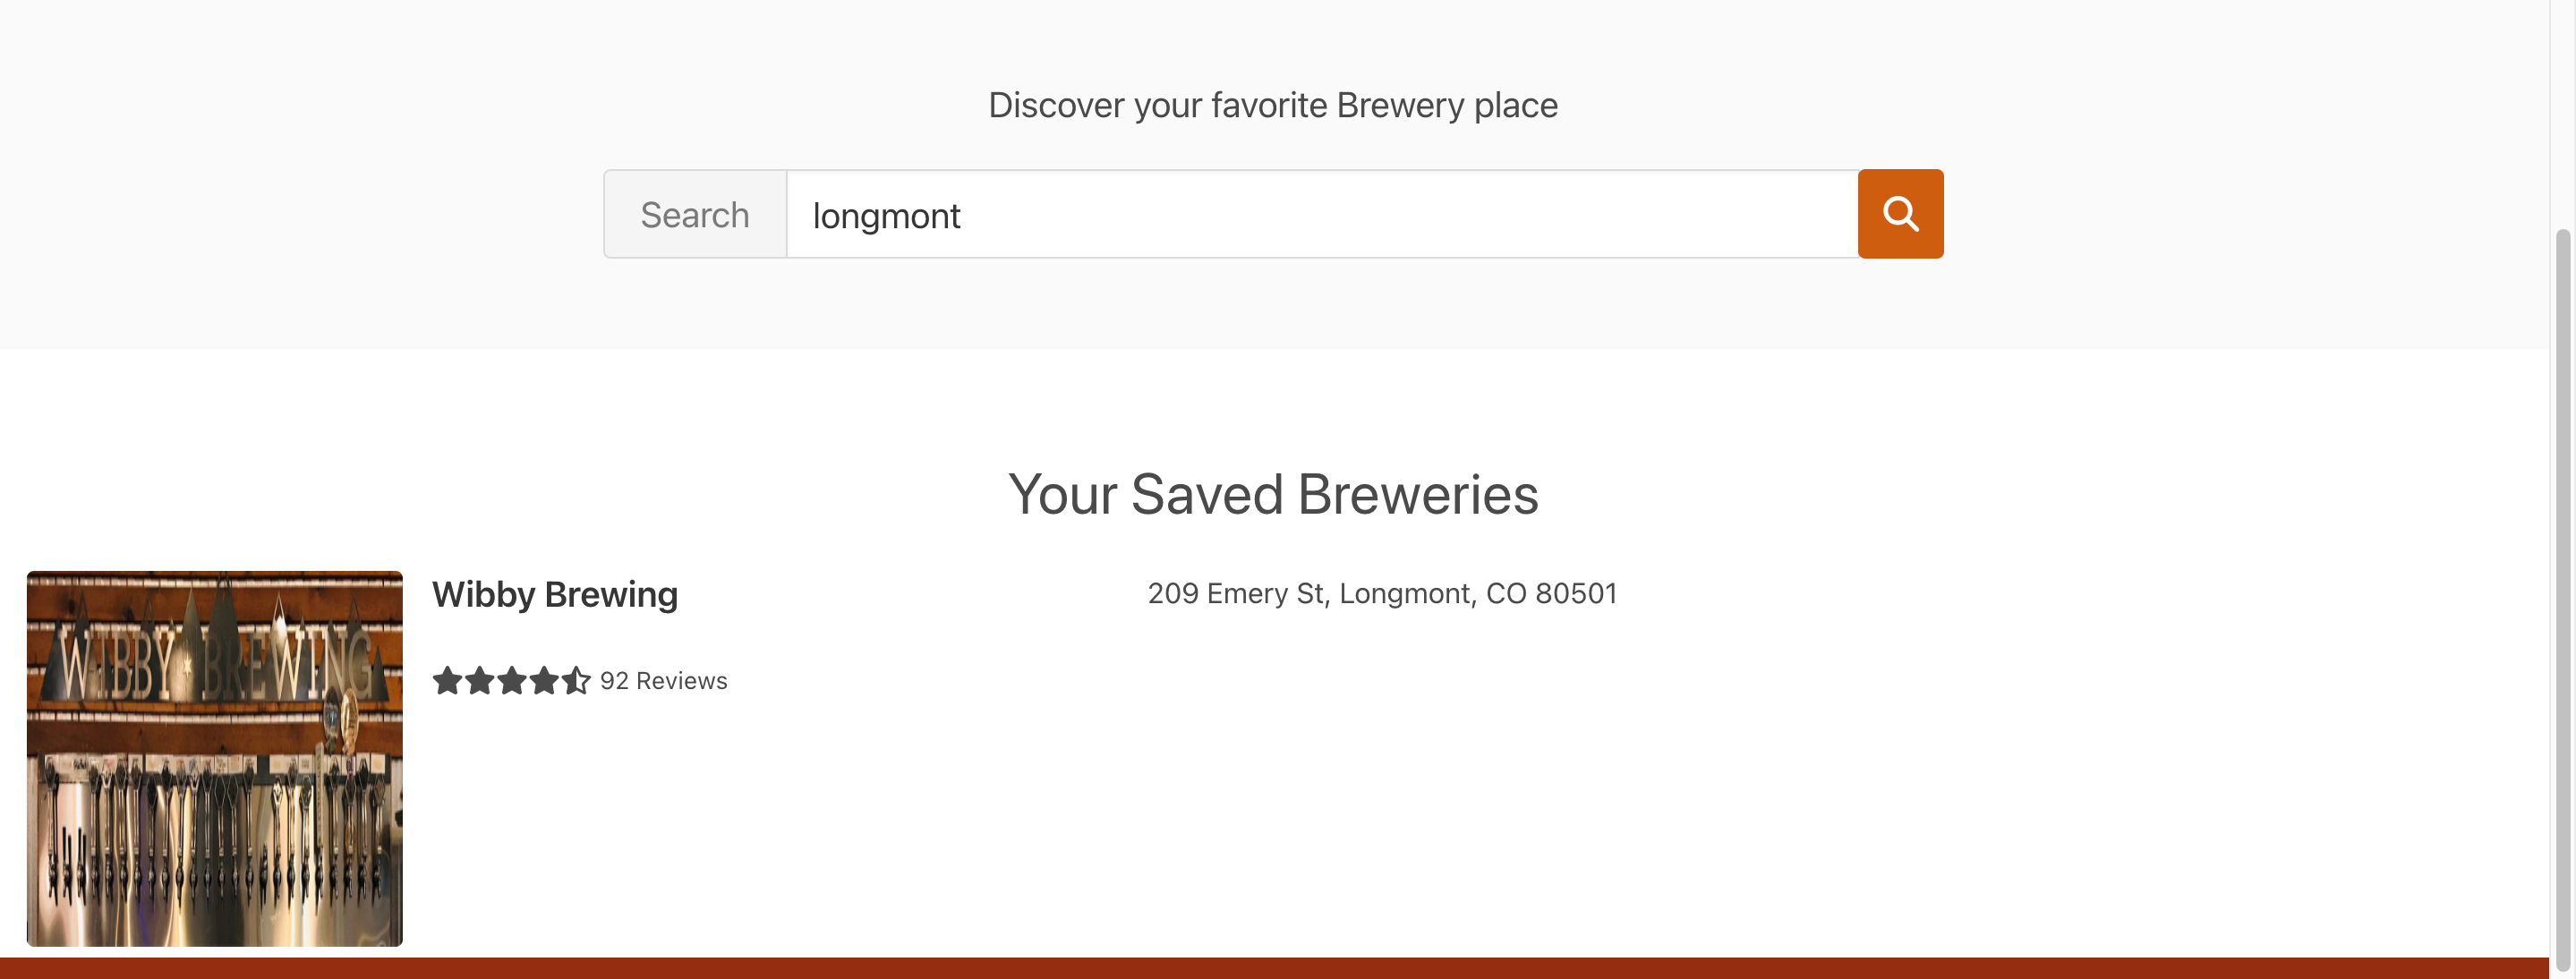 Discover your favorite Brewery place
Search longmont
Your Saved Breweries
Wibby Brewing
209 Emery St, Longmont, CO 80501
92 Reviews
WIBBY BREWING